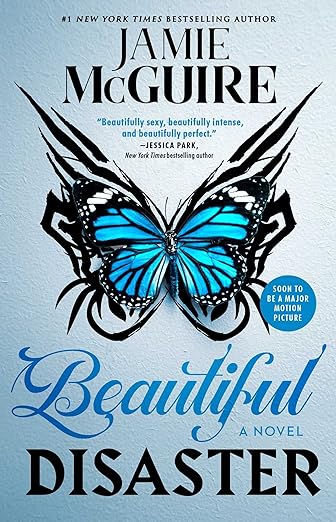 #1 NEW YORK TIMES BESTSELLING AUTHOR
JAMIE
McGUIRE
"Beautifully sexy, beautifully intense,
and beautifully perfect."
—JESSICA PARK,
New York Times bestselling author
SOON TO
BE A MAJOR
MOTION
PICTURE
Beautiful
A NOVEL
DISASTER